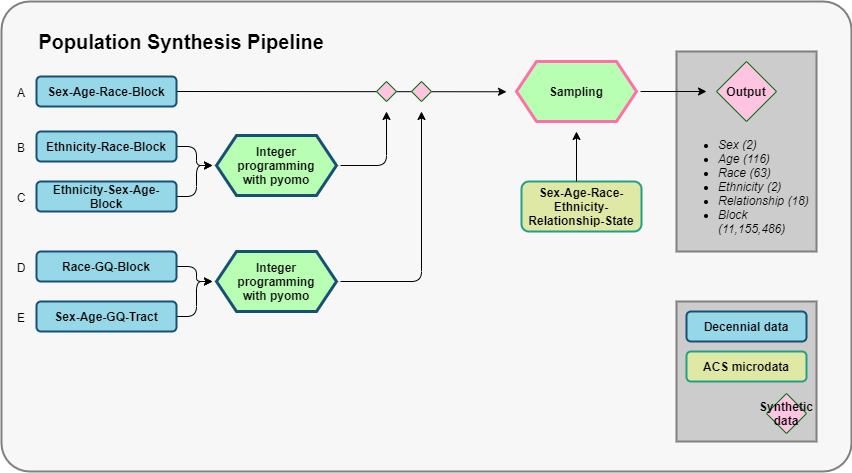 Population Synthesis Pipeline
A
Sex-Age-Race-Block
B
Ethnicity-Race-Block
C
Ethnicity-Sex-Age-
Block
Integer
programming
with pyomo
D
Race-GQ-Block
E
Sex-Age-GQ-Tract
Integer
programming
with pyomo
Sampling
Sex-Age-Race-
Ethnicity-
Relationship-State
Output
• Sex (2)
• Age (116)
• Race (63)
• Ethnicity (2)
• Relationship (18)
• Block
(11,155,486)
Decennial data
ACS microdata
Synthetic
data